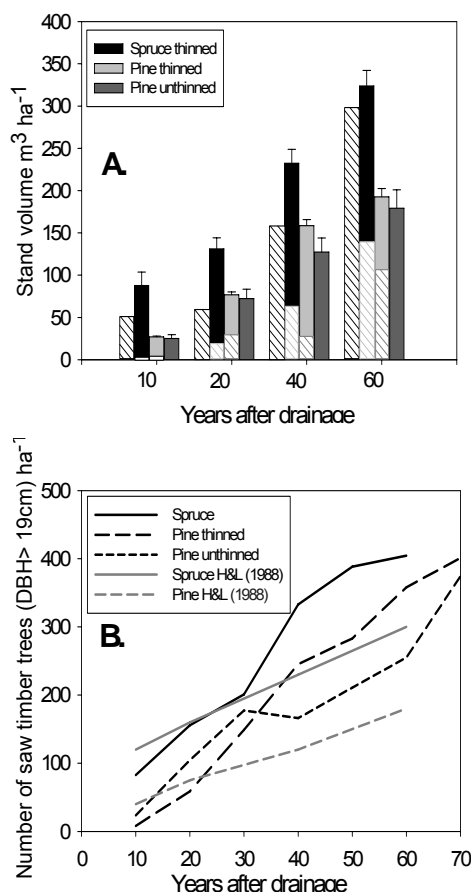 400
350
300
250
200
150
100
50
0
Stand volume m³ ha⁻¹
Spruce thinned
Pine thinned
Pine unthinned
A.
10 20 40 60
Years after drainage
500
400
300
200
100
0
Number of saw timber trees (DBH> 19cm) ha⁻¹
Spruce
Pine thinned
Pine unthinned
Spruce H&L (1988)
Pine H&L (1988)
B.
0 10 20 30 40 50 60 70
Years after drainage